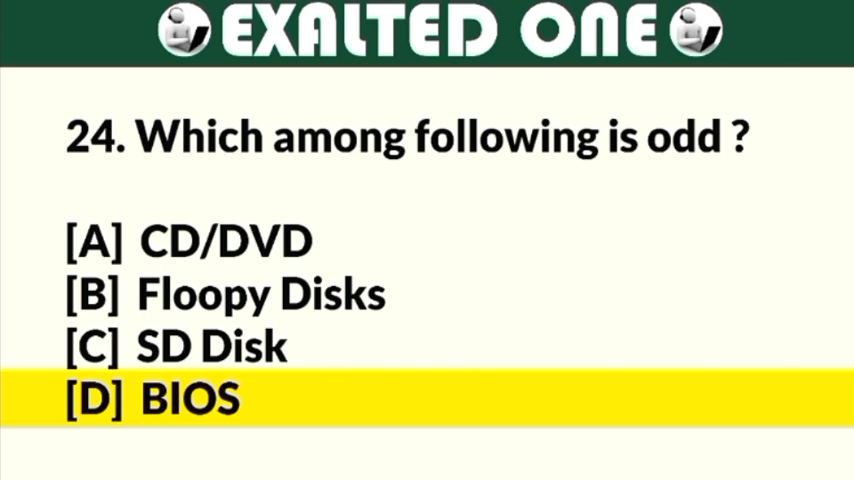 EXALTED ONE
24. Which among following is odd ?
[A] CD/DVD
[B] Floopy Disks
[C] SD Disk
[D] BIOS